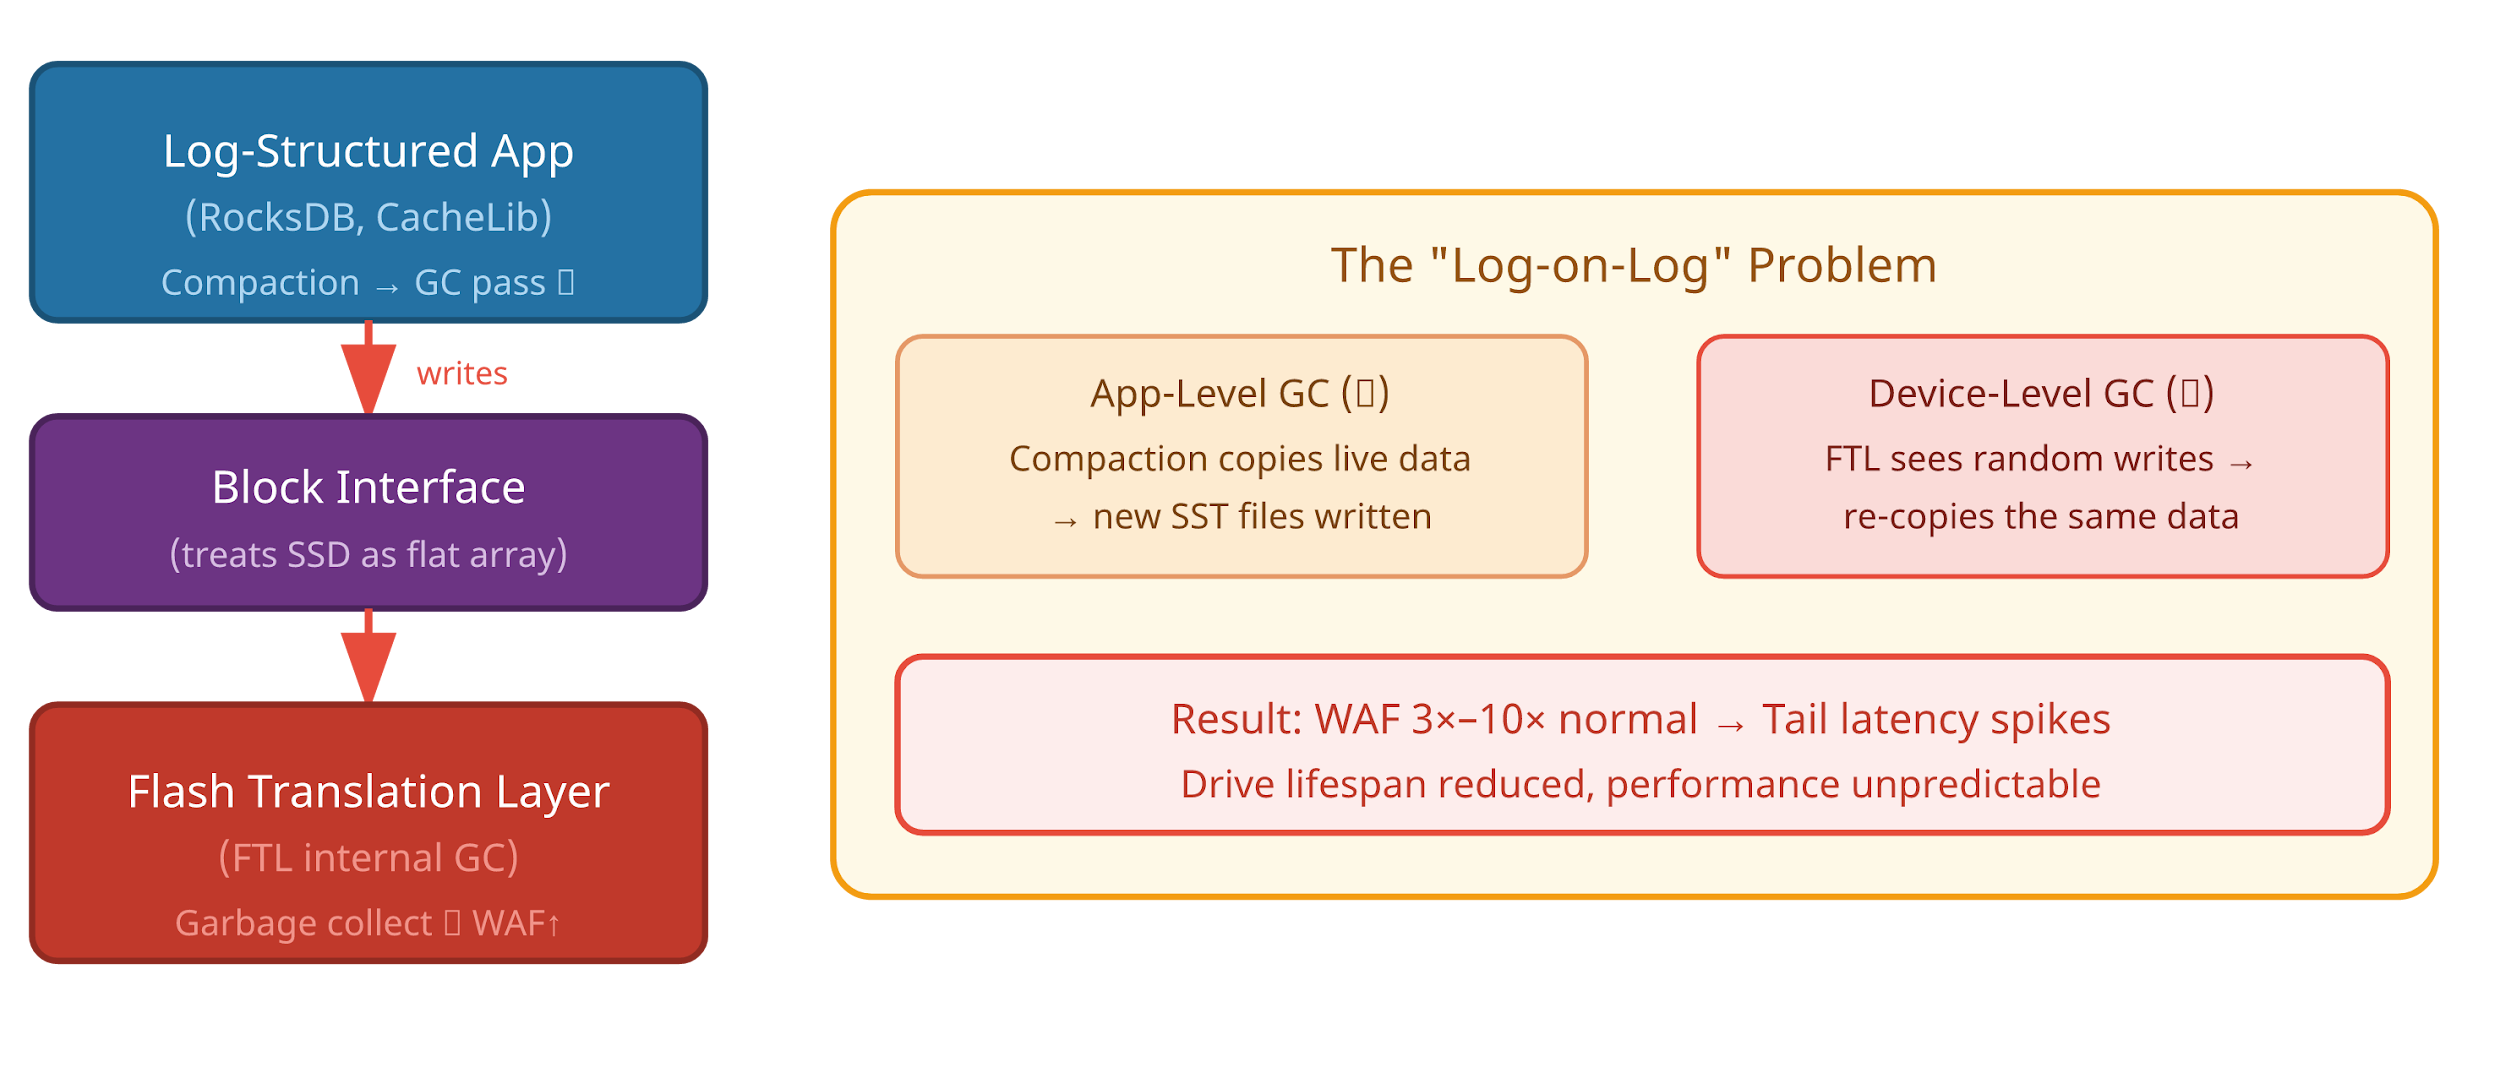 Log-Structured App
(RocksDB, CacheLib)
Compaction → GC pass
writes
Block Interface
(treats SSD as flat array)
Flash Translation Layer
(FTL internal GC)
Garbage collect WAF↑
The "Log-on-Log" Problem
App-Level GC ()
Compaction copies live data
→ new SST files written
Device-Level GC ()
FTL sees random writes →
re-copies the same data
Result: WAF 3×–10× normal → Tail latency spikes
Drive lifespan reduced, performance unpredictable